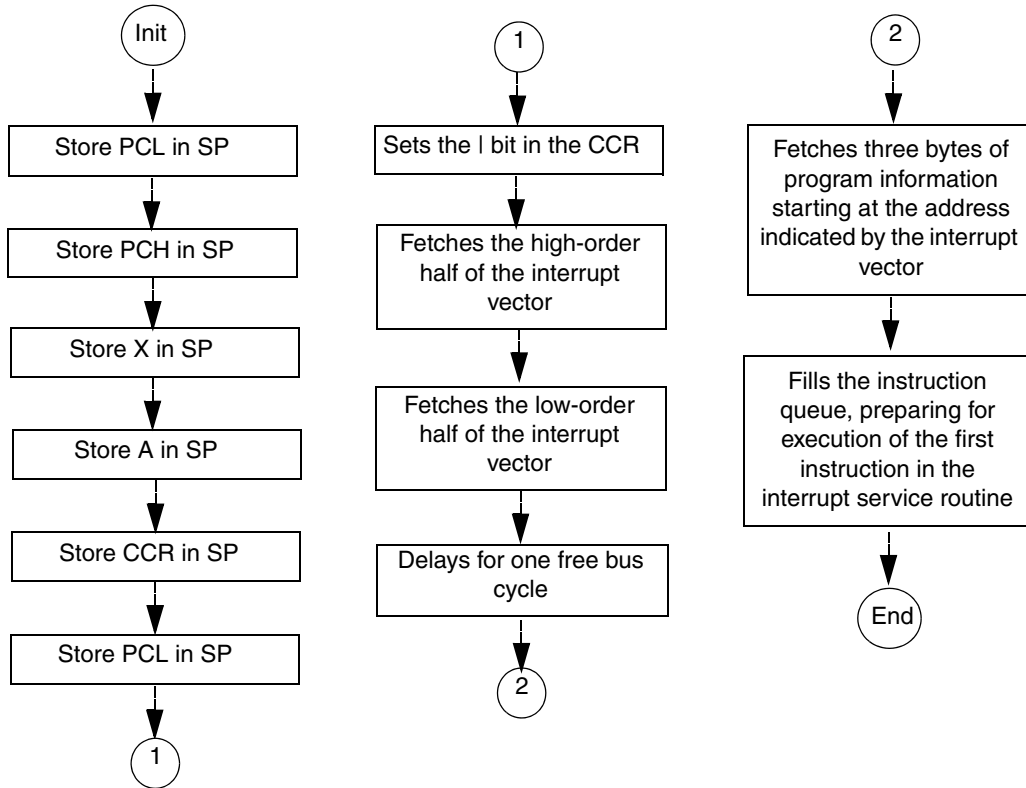 Init
Store PCL in SP
Store PCH in SP
Store X in SP
Store A in SP
Store CCR in SP
Store PCL in SP
1
1
Sets the I bit in the CCR
Fetches the high-order
half of the interrupt
vector
Fetches the low-order
half of the interrupt
vector
Delays for one free bus
cycle
2
2
Fetches three bytes of
program information
starting at the address
indicated by the interrupt
vector
Fills the instruction
queue, preparing for
execution of the first
instruction in the
interrupt service routine
End